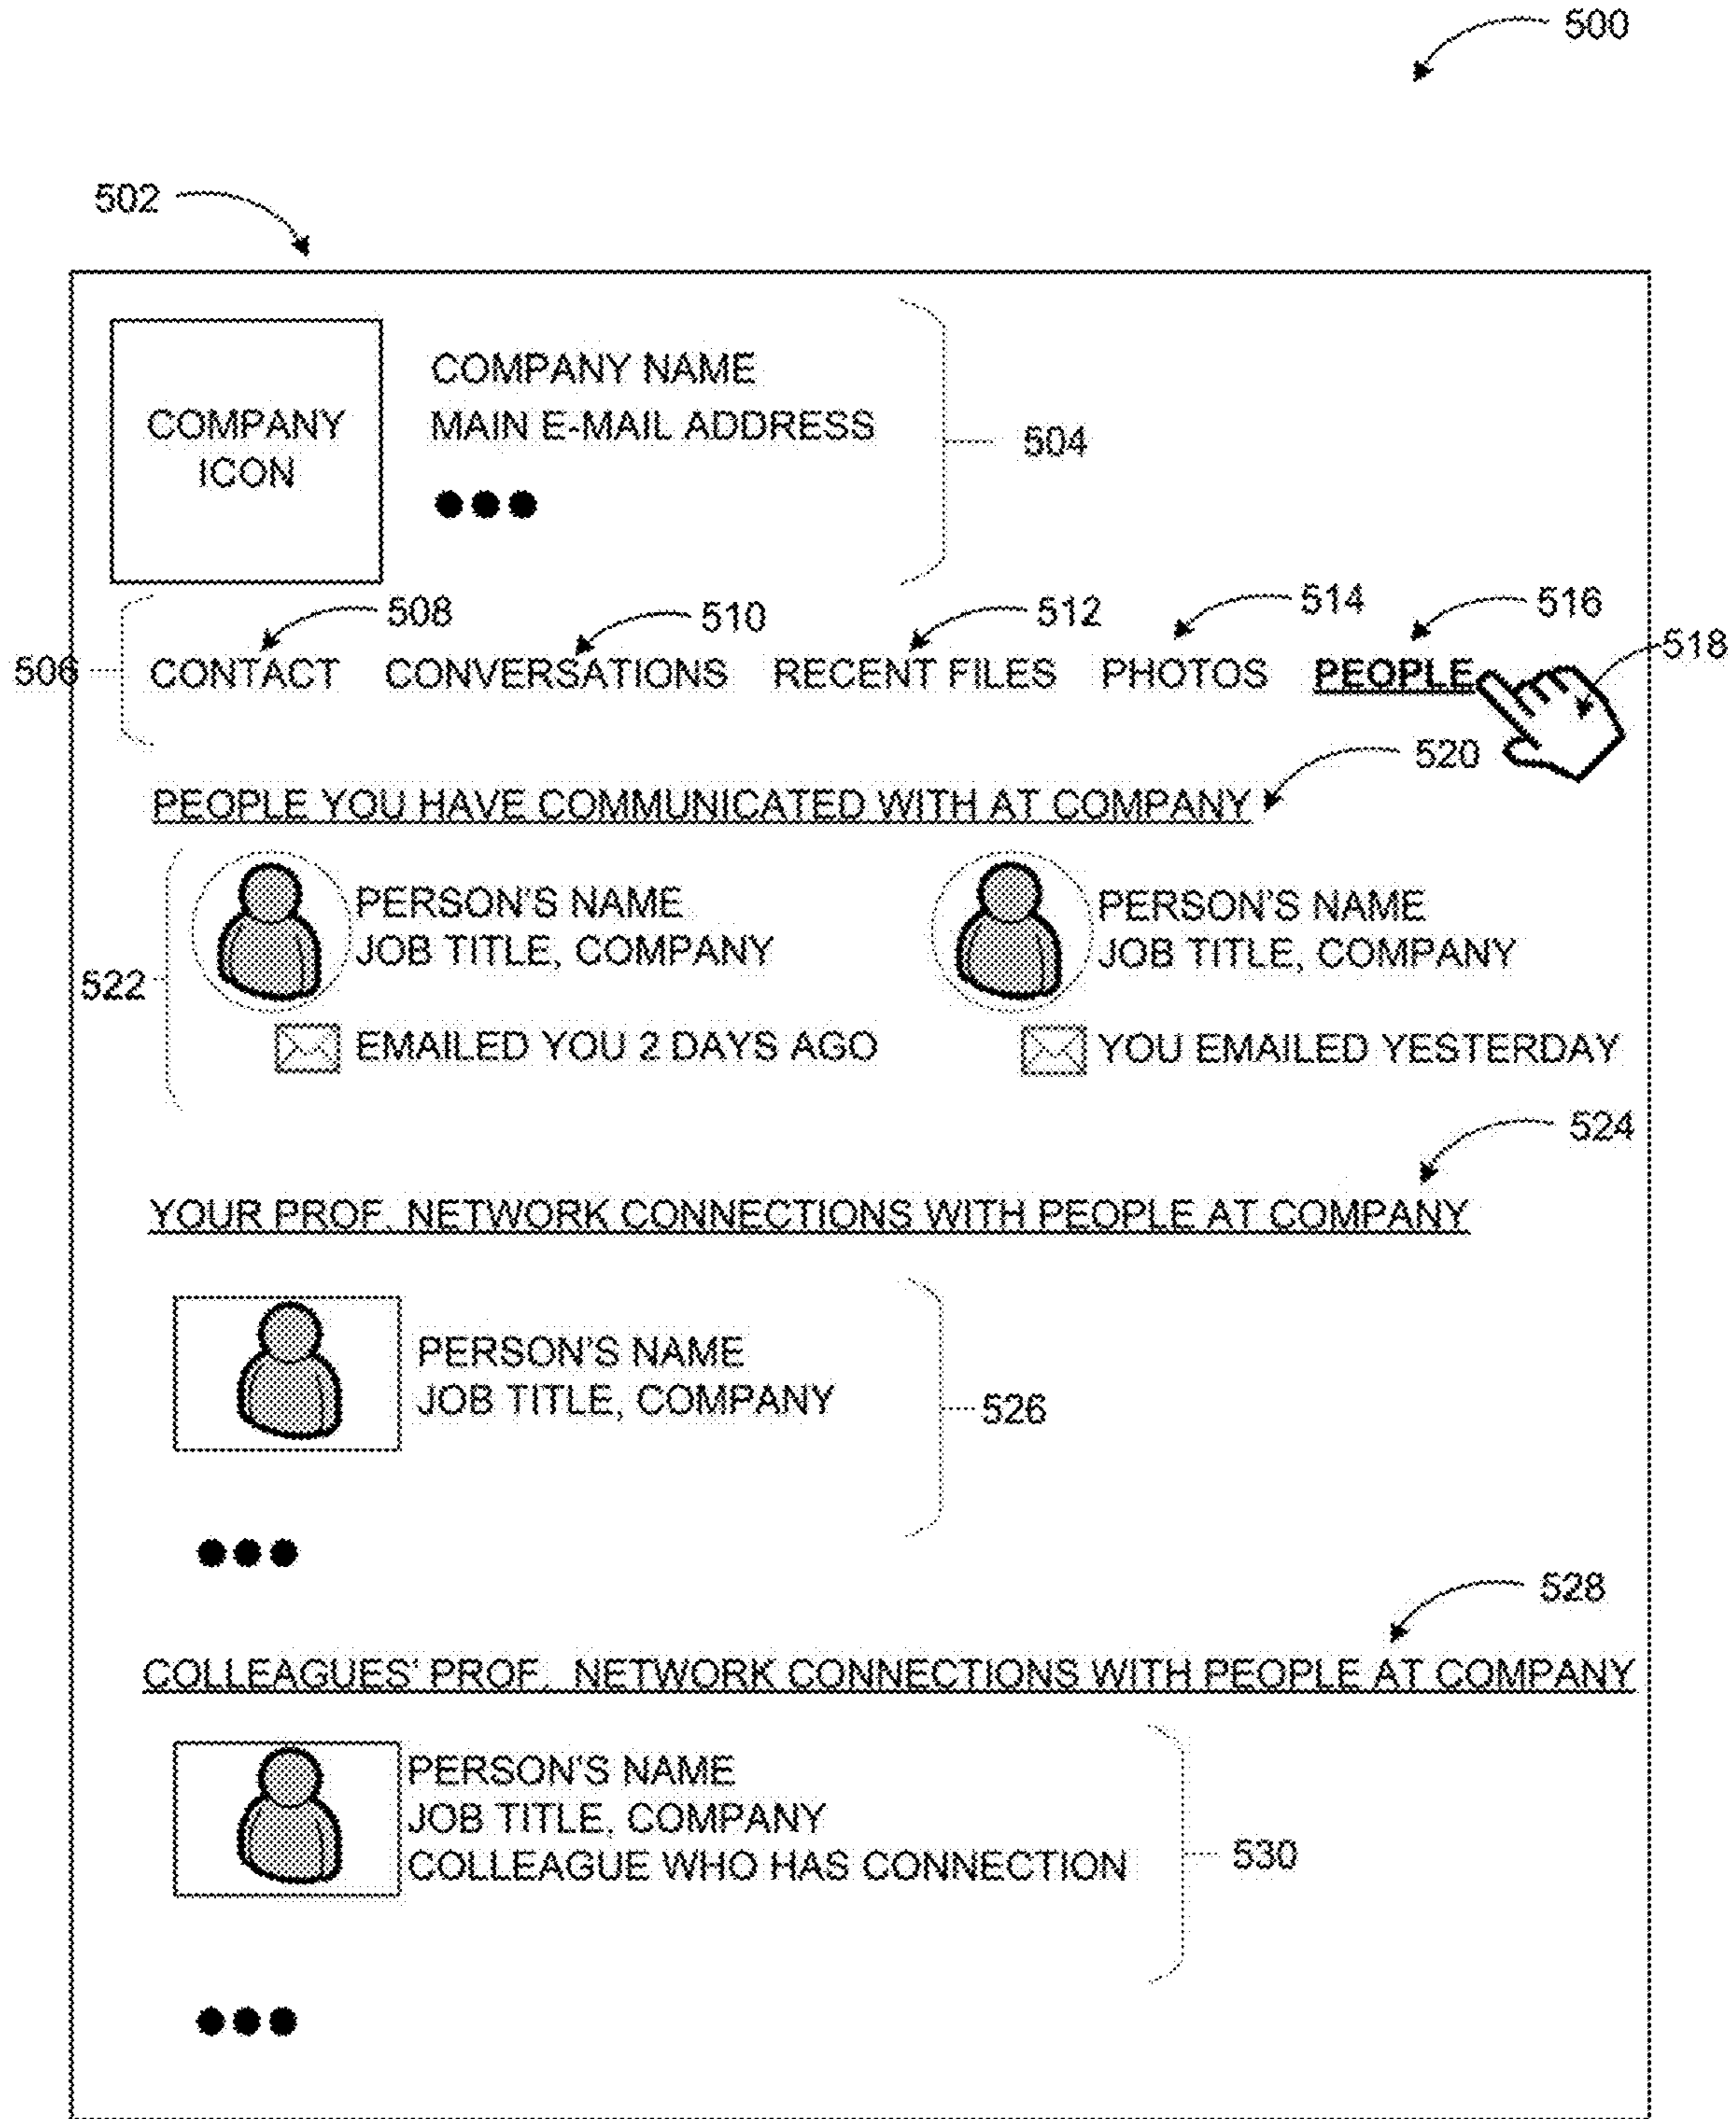 500
502
COMPANY ICON
COMPANY NAME
MAIN E-MAIL ADDRESS
504
506
508
510
512
514
516
518
CONTACT CONVERSATIONS RECENT FILES PHOTOS PEOPLE
520
PEOPLE YOU HAVE COMMUNICATED WITH AT COMPANY
522
PERSON'S NAME
JOB TITLE, COMPANY
EMAILED YOU 2 DAYS AGO
PERSON'S NAME
JOB TITLE, COMPANY
YOU EMAILED YESTERDAY
524
YOUR PROF. NETWORK CONNECTIONS WITH PEOPLE AT COMPANY
PERSON'S NAME
JOB TITLE, COMPANY
526
528
COLLEAGUES' PROF. NETWORK CONNECTIONS WITH PEOPLE AT COMPANY
PERSON'S NAME
JOB TITLE, COMPANY
COLLEAGUE WHO HAS CONNECTION
530